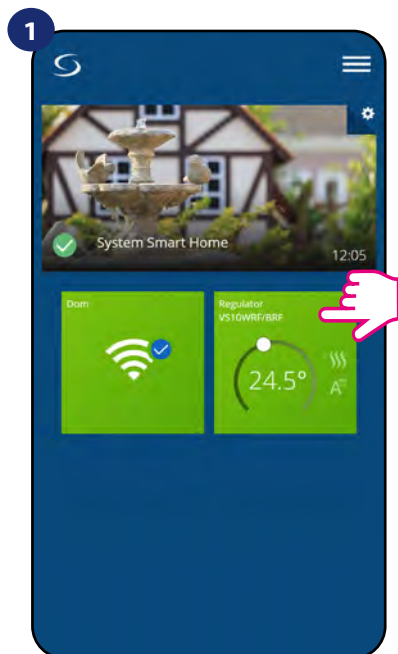 1
System Smart Home
12:05
Dom
Regulator
VS10WRF/BRF
24.5°
A